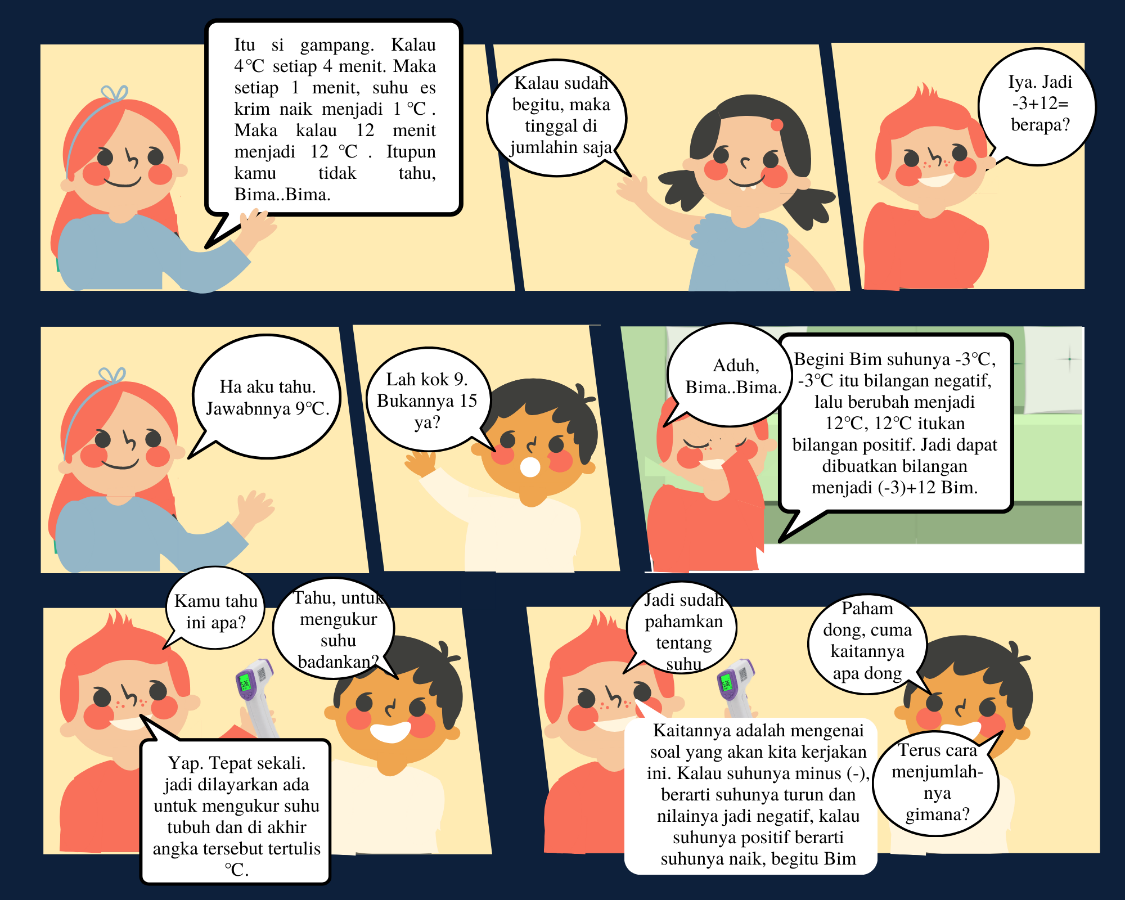 Itu si gampang. Kalau
4℃ setiap 4 menit. Maka
setiap 1 menit, suhu es
krim naik menjadi 1 ℃ .
Maka kalau 12 menit
menjadi 12 ℃ . Itupun
kamu tidak tahu,
Bima..Bima.
Kalau sudah
begitu, maka
tinggal di
jumlahin saja
Iya. Jadi
-3+12=
berapa?
Ha aku tahu.
Jawabnnya 9℃.
Lah kok 9.
Bukannya 15
ya?
Aduh,
Bima..Bima.
Begini Bim suhunya -3℃,
-3℃ itu bilangan negatif,
lalu berubah menjadi
12℃, 12℃ itukan
bilangan positif. Jadi dapat
dibuatkan bilangan
menjadi (-3)+12 Bim.
Kamu tahu
ini apa?
Tahu, untuk
mengukur
suhu
badankan?
Yap. Tepat sekali.
jadi dilayarkan ada
untuk mengukur suhu
tubuh dan di akhir
angka tersebut tertulis
℃.
Jadi sudah
pahamkan
tentang
suhu
Paham
dong, cuma
kaitannya
apa dong
Kaitannya adalah mengenai
soal yang akan kita kerjakan
ini. Kalau suhunya minus (-),
berarti suhunya turun dan
nilainya jadi negatif, kalau
suhunya positif berarti
suhunya naik, begitu Bim
Terus cara
menjumlah-
nya
gimana?